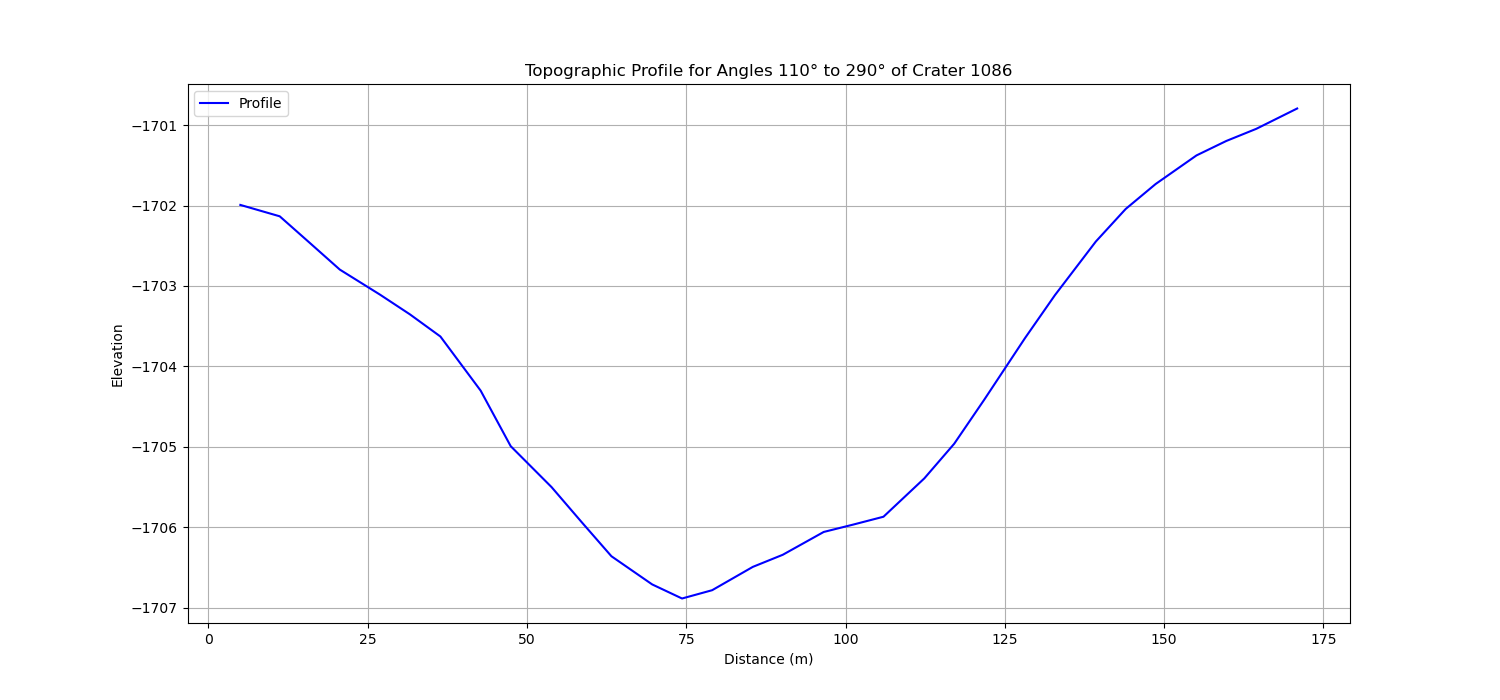 Topographic Profile for Angles 110° to 290° of Crater 1086
Profile
−1701
−1702
−1703
−1704
−1705
−1706
−1707
Elevation
0 25 50 75 100 125 150 175
Distance (m)